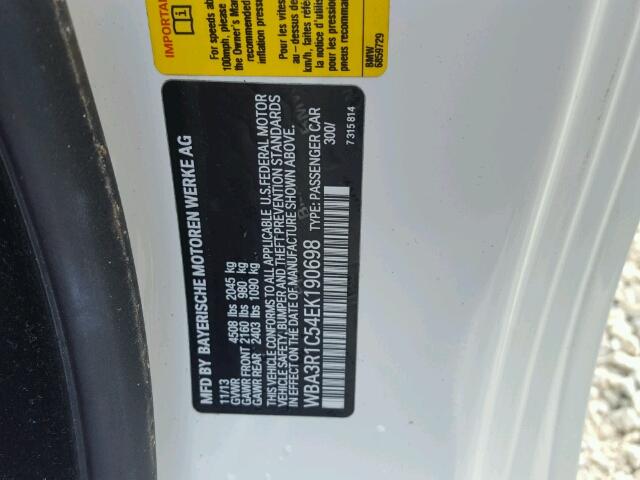 IMPORTAN
For speeds ab
100mph, please
the Owner's Man
recommended
inflation pressur
Pour les vites
au-dessus de
km/h, faites réfé
la notice d'utilis
pneus recomman
BMW
6859729
MFD BY BAYERISCHE MOTOREN WERKE AG
11/13
GVWR 4508 lbs 2045 kg
GAWR FRONT 2160 lbs 980 kg
GAWR REAR 2403 lbs 1090 kg
THIS VEHICLE CONFORMS TO ALL APPLICABLE U.S.FEDERAL MOTOR
VEHICLE SAFETY, BUMPER AND THEFT PREVENTION STANDARDS
IN EFFECT ON THE DATE OF MANUFACTURE SHOWN ABOVE.
WBA3R1C54EK190698 TYPE: PASSENGER CAR
300/
7 315 814